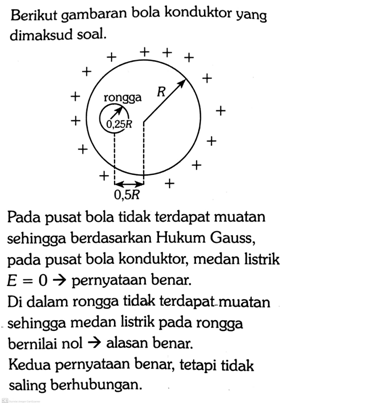 Berikut gambaran bola konduktor yang
dimaksud soal.
+ + + + + + + + + + + + + + + +
rongga R
0,25R
0,5R
Pada pusat bola tidak terdapat muatan
sehingga berdasarkan Hukum Gauss,
pada pusat bola konduktor, medan listrik
E = 0 → pernyataan benar.
Di dalam rongga tidak terdapat muatan
sehingga medan listrik pada rongga
bernilai nol → alasan benar.
Kedua pernyataan benar, tetapi tidak
saling berhubungan.